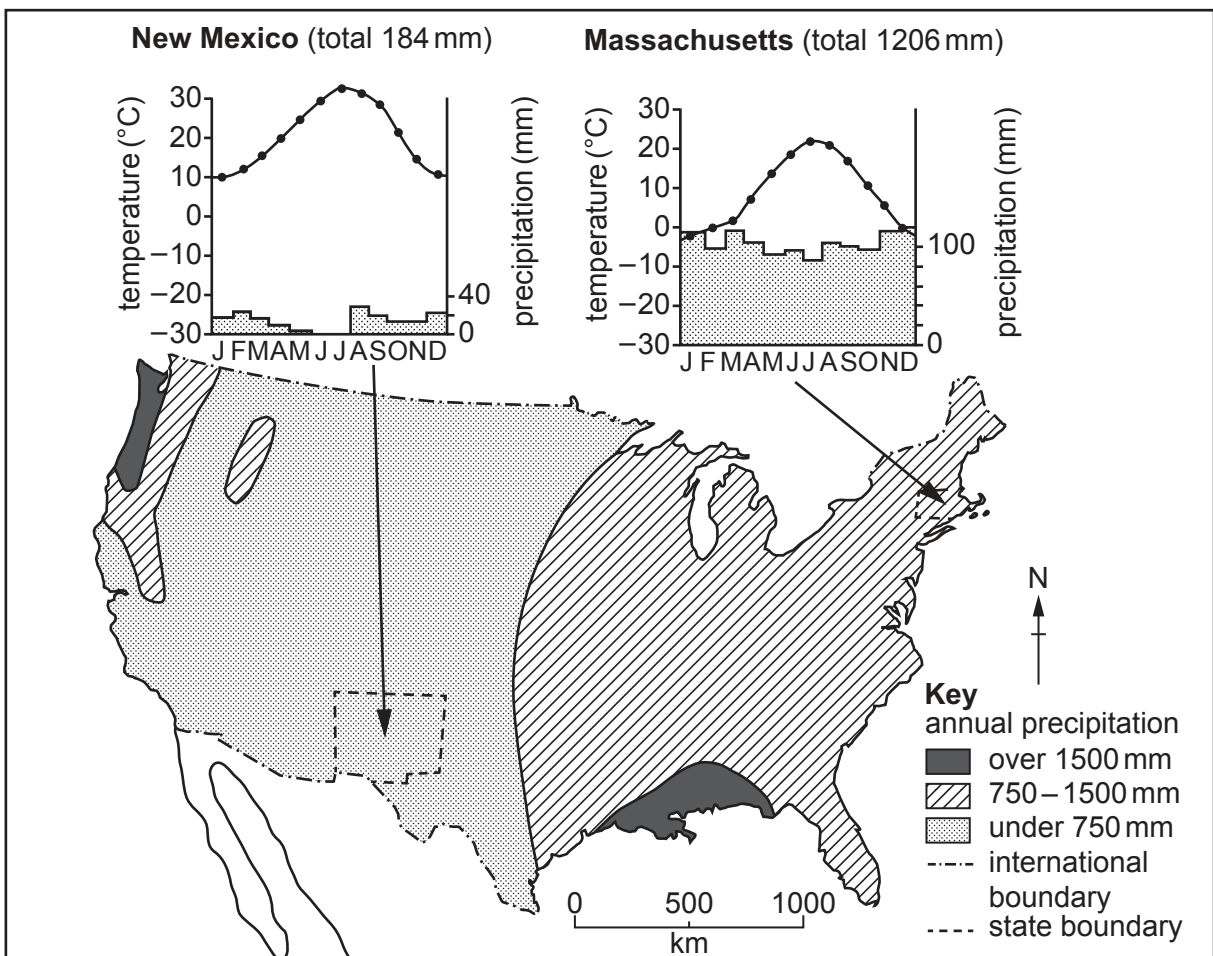 New Mexico (total 184 mm)
temperature (°C)
30
20
10
0
–10
–20
–30
precipitation (mm)
40
0
J F M A M J J A S O N D
Massachusetts (total 1206 mm)
temperature (°C)
30
20
10
0
–10
–20
–30
precipitation (mm)
100
0
J F M A M J J A S O N D
N
Key
annual precipitation
over 1500 mm
750 – 1500 mm
under 750 mm
international
boundary
state boundary
0 500 1000
km